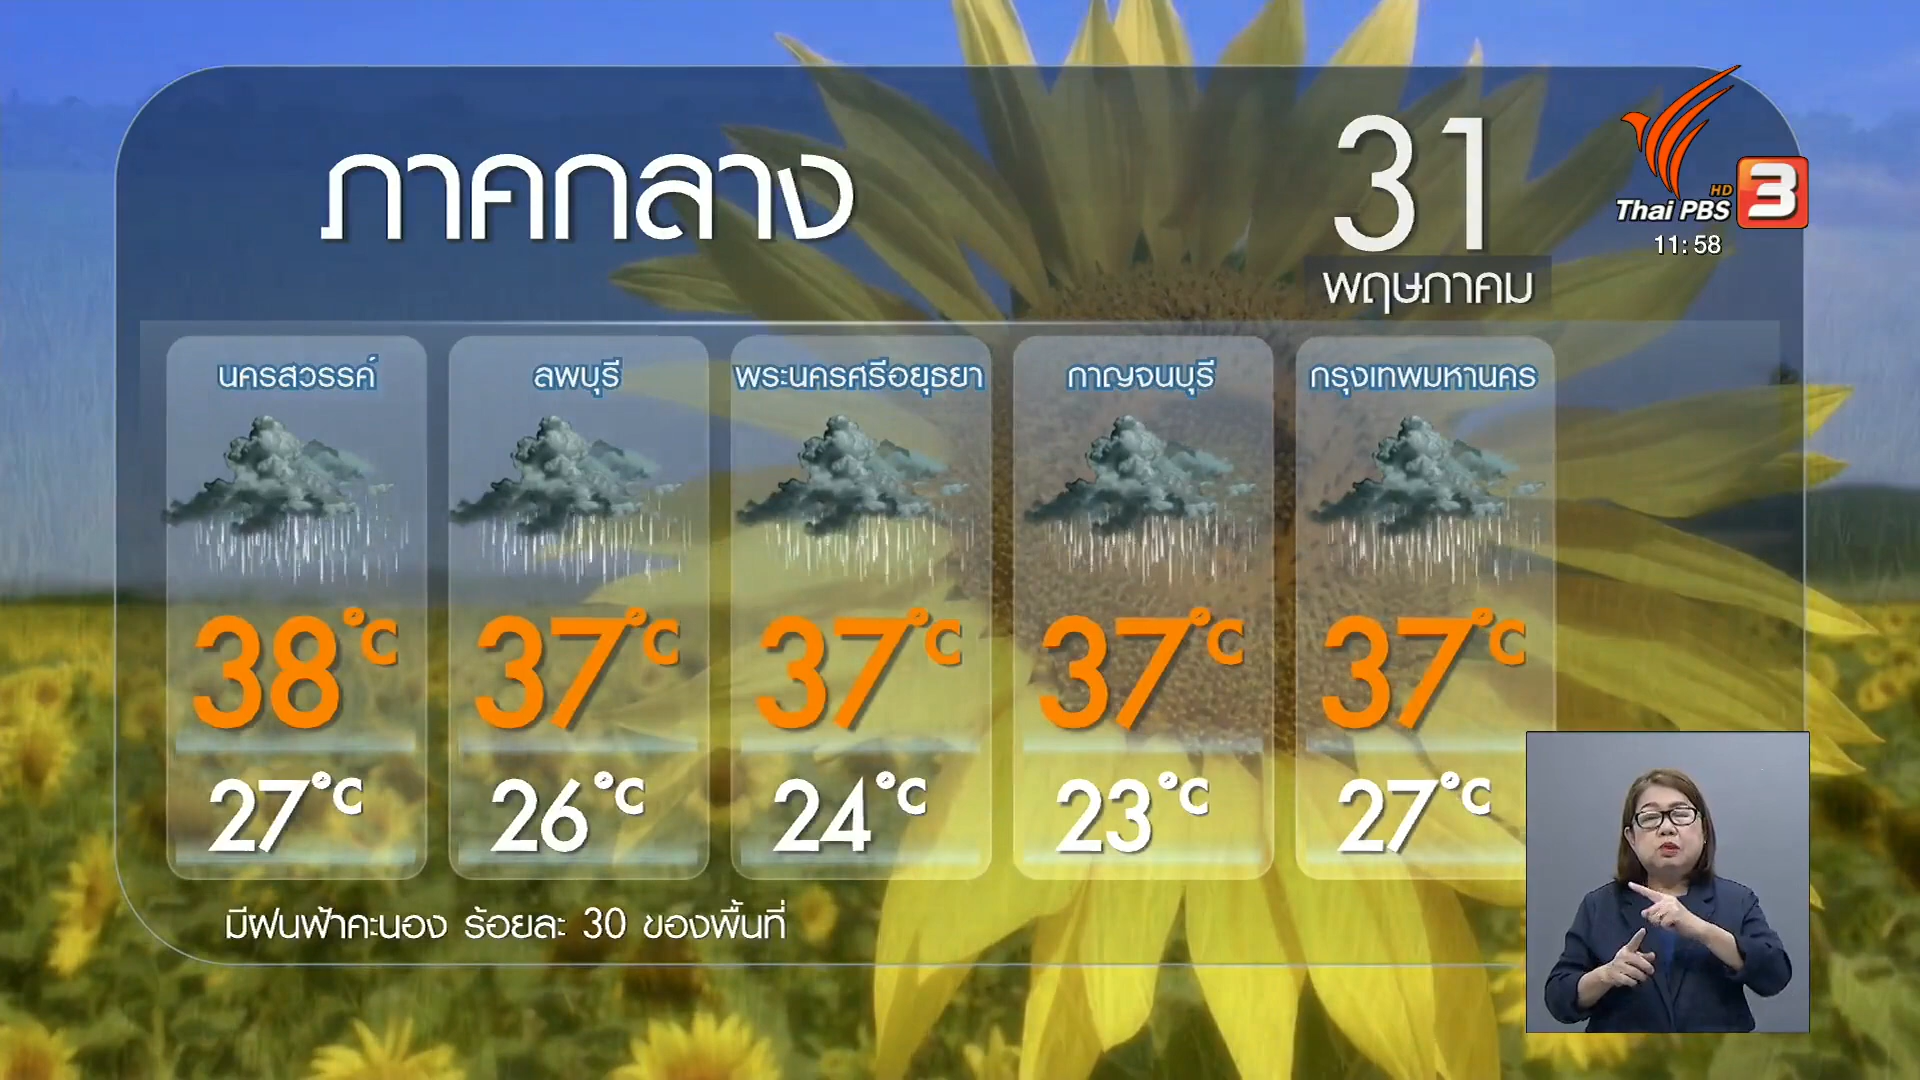 ภาคกลาง
31
พฤษภาคม
HD
Thai PBS 3
11:58
นครสวรรค์ ลพบุรี พระนครศรีอยุธยา กาญจนบุรี กรุงเทพมหานคร
38°C 37°C 37°C 37°C 37°C
27°C 26°C 24°C 23°C 27°C
มีฝนฟ้าคะนอง ร้อยละ 30 ของพื้นที่